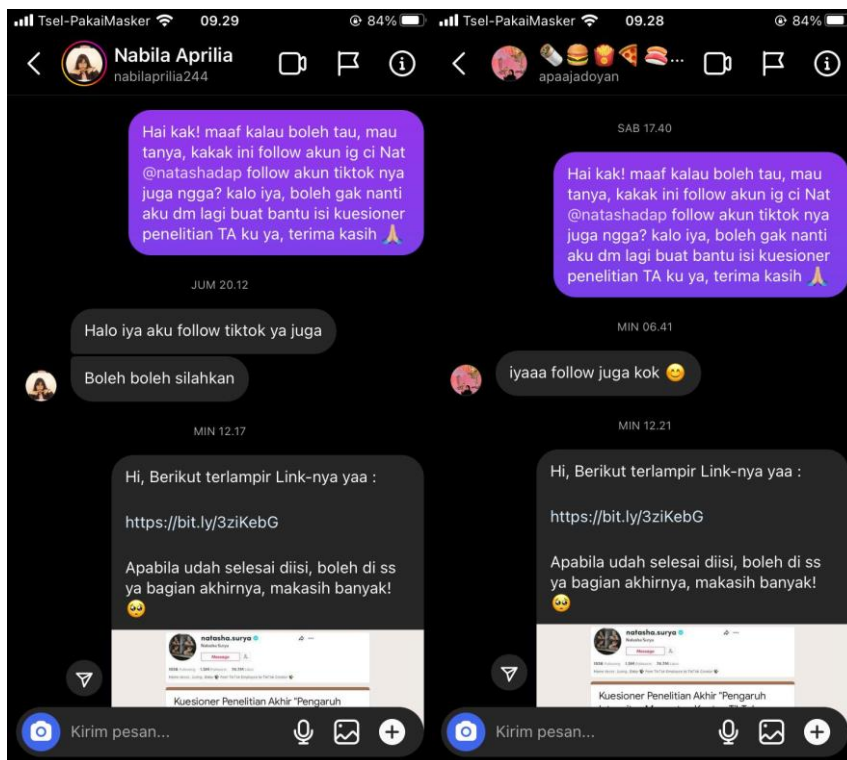 Tsel-PakaiMasker 09.29 84%
Nabila Aprilia
nabilaprilia244
Hai kak! maaf kalau boleh tau, mau
tanya, kakak ini follow akun ig ci Nat
@natashadap follow akun tiktok nya
juga ngga? kalo iya, boleh gak nanti
aku dm lagi buat bantu isi kuesioner
penelitian TA ku ya, terima kasih 🙏
JUM 20.12
Halo iya aku follow tiktok ya juga
Boleh boleh silahkan
MIN 12.17
Hi, Berikut terlampir Link-nya yaa :
https://bit.ly/3ziKebG
Apabila udah selesai diisi, boleh di ss
ya bagian akhirnya, makasih banyak!
🥺
natasha.surya
Natasha Surya
Message
Kuesioner Penelitian Akhir "Pengaruh
Kirim pesan...
Tsel-PakaiMasker 09.28 84%
🌯🍔🍟🍕🍣...
apaajadoyan
SAB 17.40
Hai kak! maaf kalau boleh tau, mau
tanya, kakak ini follow akun ig ci Nat
@natashadap follow akun tiktok nya
juga ngga? kalo iya, boleh gak nanti
aku dm lagi buat bantu isi kuesioner
penelitian TA ku ya, terima kasih 🙏
MIN 06.41
iyaaa follow juga kok 😊
MIN 12.21
Hi, Berikut terlampir Link-nya yaa :
https://bit.ly/3ziKebG
Apabila udah selesai diisi, boleh di ss
ya bagian akhirnya, makasih banyak!
🥺
natasha.surya
Natasha Surya
Message
Kuesioner Penelitian Akhir "Pengaruh
Kirim pesan...